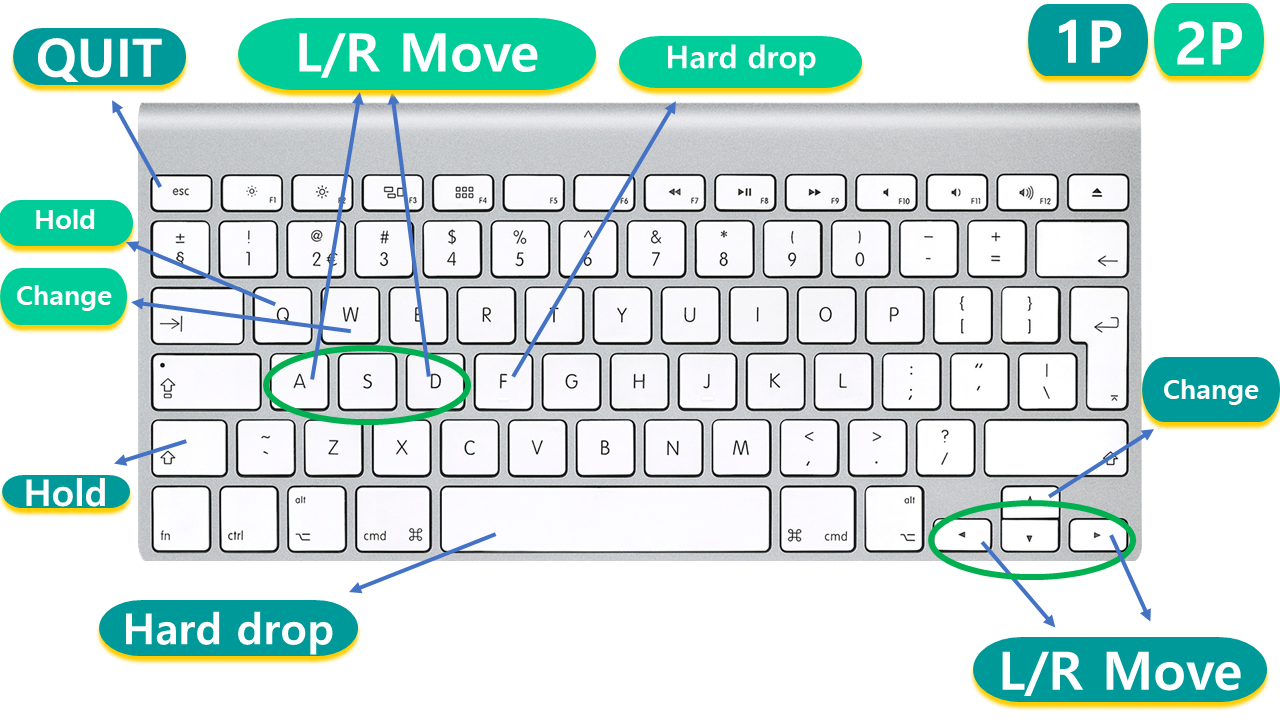 QUIT
L/R Move
Hard drop
1P
2P
esc
F1
F2
F3
F4
F5
F6
F7
F8
F9
F10
F11
F12
Hold
± ! @ # $ % ^ & * ( ) — +
§ 1 2 € 3 4 5 6 7 8 9 0 - =
Change
Q W E R T Y U I O P { }
[ ]
A S D F G H J K L : “ |
; ‘ \
Change
~ Z X C V B N M < > ?
` , . /
Hold
alt
alt
fn ctrl cmd ⌘ ⌘ cmd
Hard drop
L/R Move